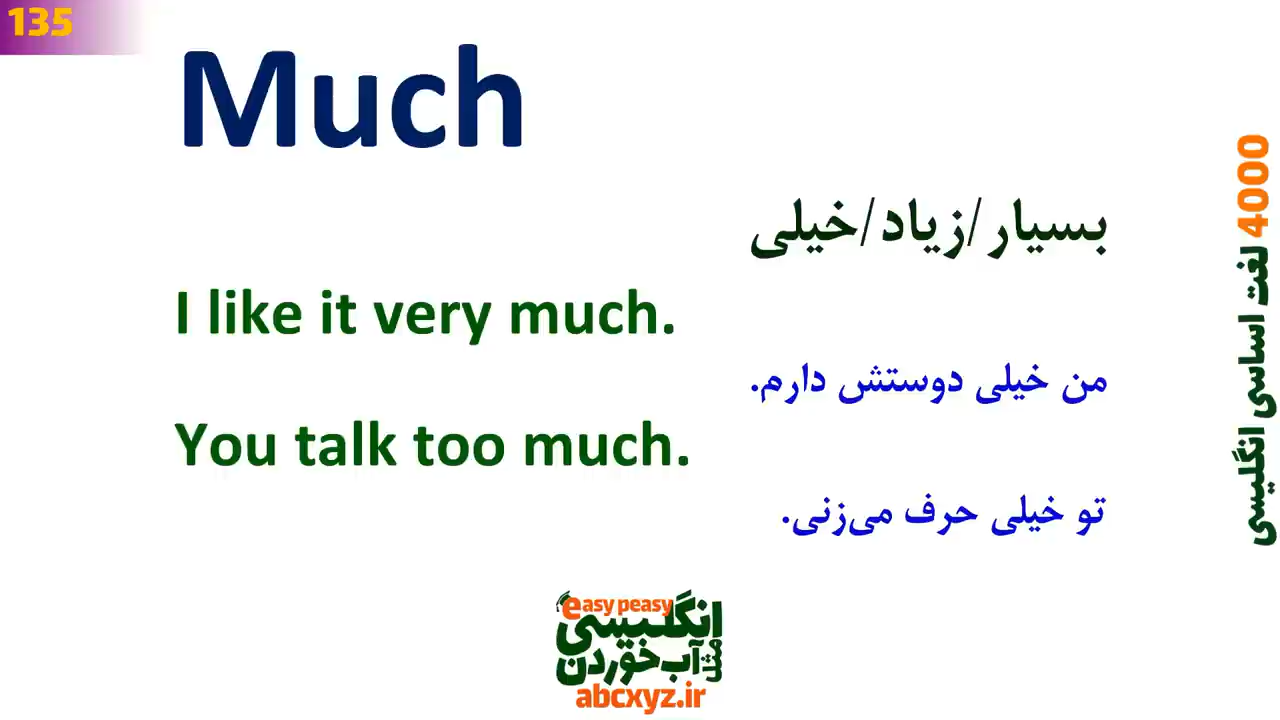 135
Much
بسیار/زیاد/خیلی
I like it very much.
من خیلی دوستش دارم.
You talk too much.
تو خیلی حرف می‌زنی.
4000 لغت اساسی انگلیسی
easy peasy
انگلیسی
مثل آب خوردن
abcxyz.ir